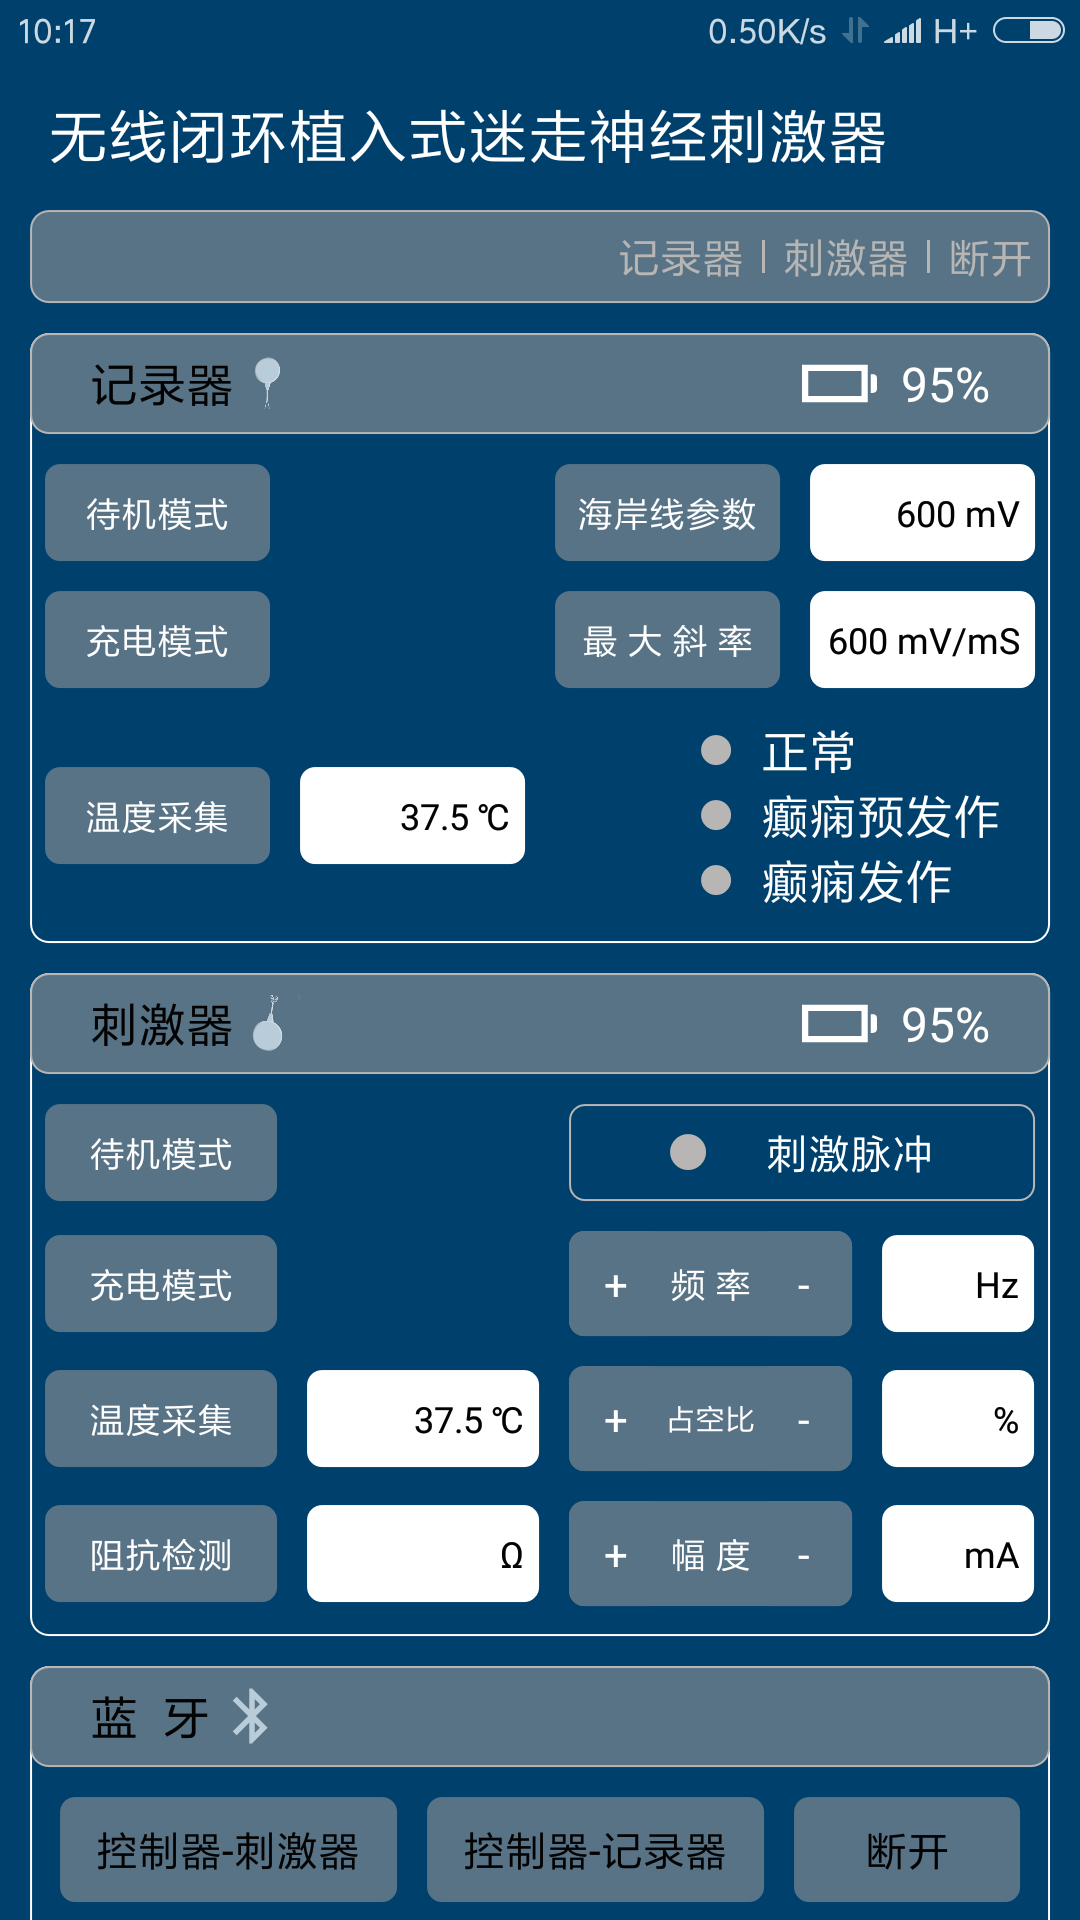 10:17 0.50K/s H+
无线闭环植入式迷走神经刺激器
记录器 | 刺激器 | 断开
记录器 95%
待机模式 海岸线参数 600 mV
充电模式 最大斜率 600 mV/mS
正常
温度采集 37.5 ℃ 癫痫预发作
癫痫发作
刺激器 95%
待机模式 刺激脉冲
充电模式 + 频 率 - Hz
温度采集 37.5 ℃ + 占空比 - %
阻抗检测 Ω + 幅 度 - mA
蓝 牙
控制器-刺激器 控制器-记录器 断开